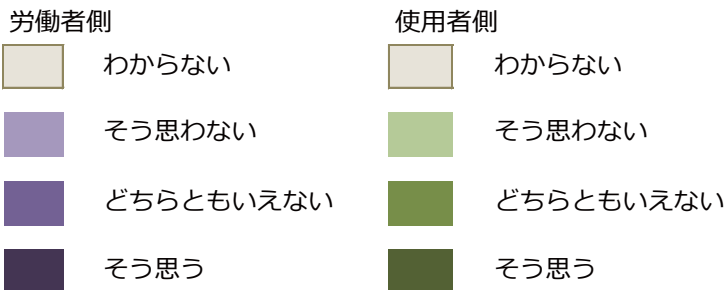 労働者側
わからない
そう思わない
どちらともいえない
そう思う
使用者側
わからない
そう思わない
どちらともいえない
そう思う